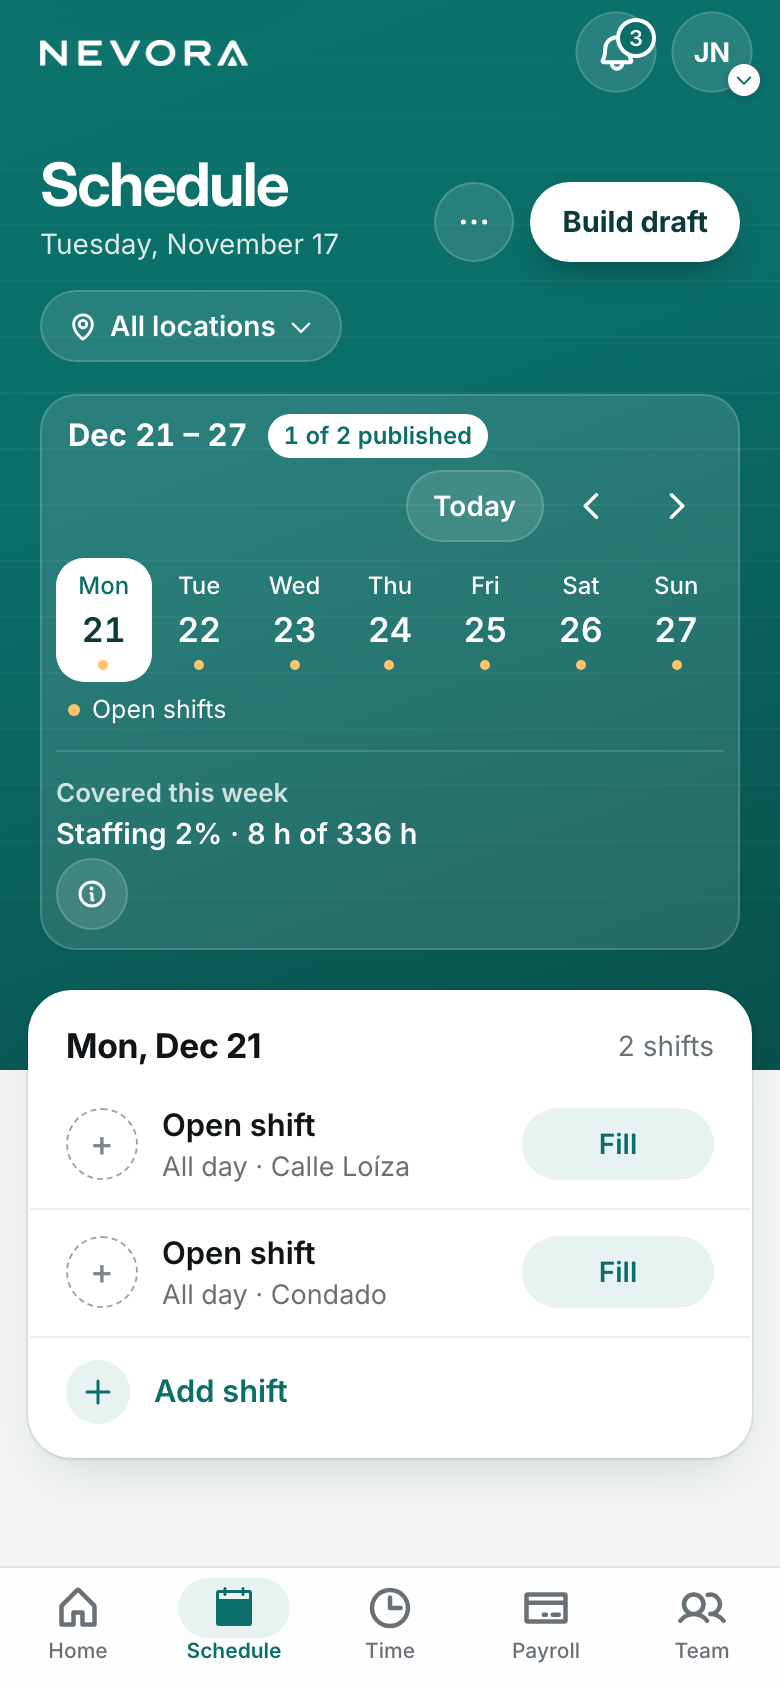 NEVORA
3
JN
Schedule
Tuesday, November 17
Build draft
All locations
Dec 21 – 27
1 of 2 published
Today
Mon Tue Wed Thu Fri Sat Sun
21 22 23 24 25 26 27
Open shifts
Covered this week
Staffing 2% · 8 h of 336 h
Mon, Dec 21
2 shifts
Open shift
All day · Calle Loíza
Fill
Open shift
All day · Condado
Fill
Add shift
Home Schedule Time Payroll Team